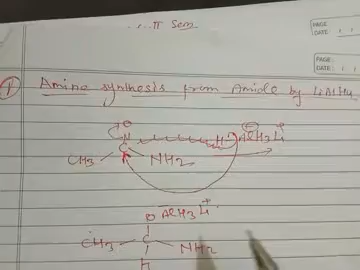 II Sem
PAGE
DATE
PAGE
DATE
① Amine synthesis from Amide by LiAlH4
O
C
CH3 NH2 H AlH3 Li+
O AlH3 Li+
CH3 C NH2
H